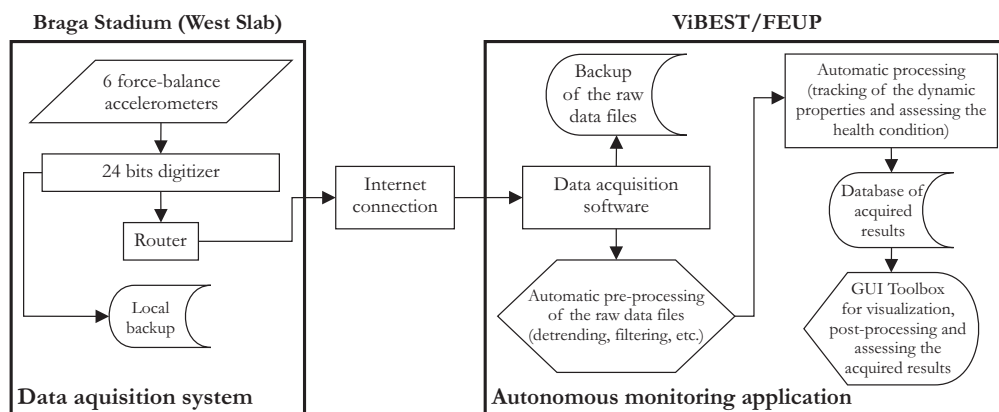 Braga Stadium (West Slab)
6 force-balance
accelerometers
24 bits digitizer
Router
Local
backup
Data aquisition system
Internet
connection
ViBEST/FEUP
Backup
of the raw
data files
Data acquisition
software
Automatic pre-processing
of the raw data files
(detrending, filtering, etc.)
Automatic processing
(tracking of the dynamic
properties and assessing the
health condition)
Database of
acquired
results
GUI Toolbox
for visualization,
post-processing and
assessing the
acquired results
Autonomous monitoring application